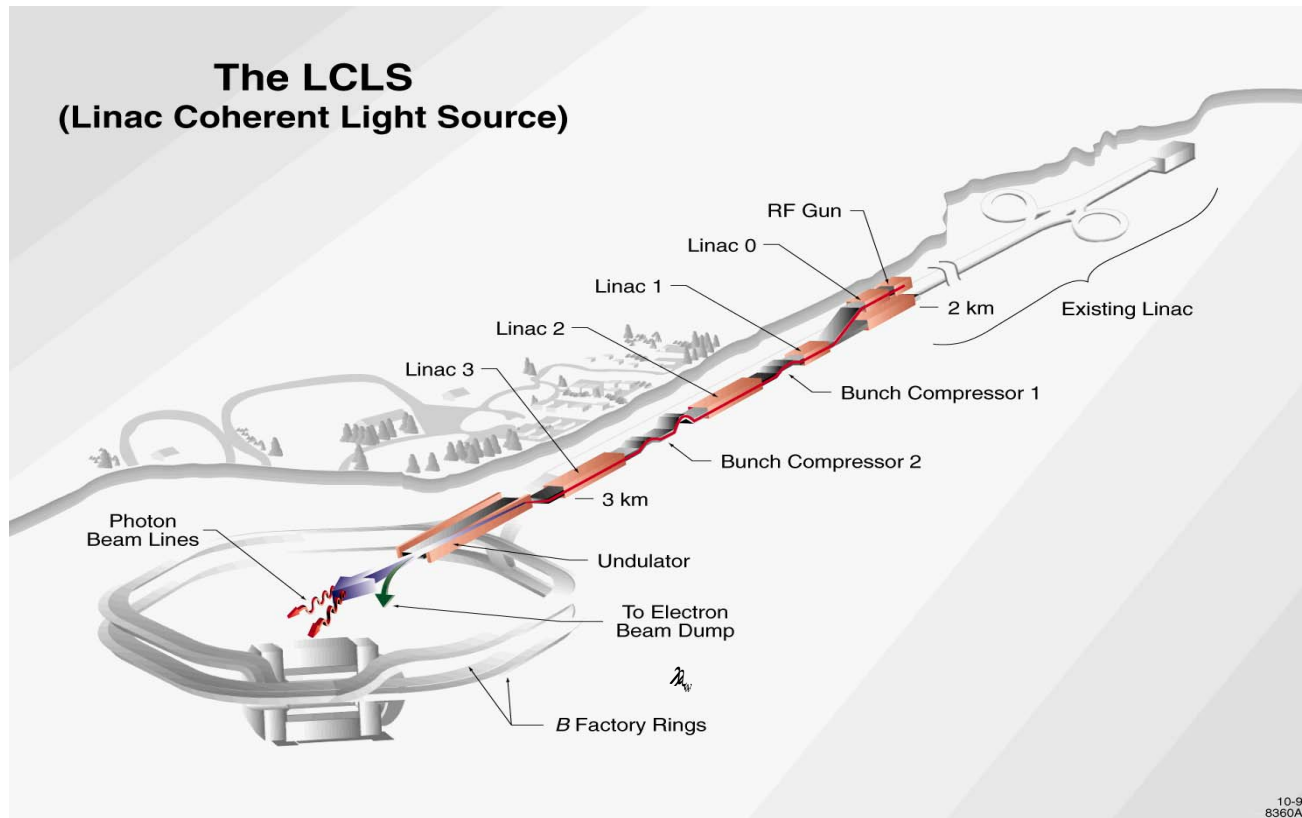 The LCLS
(Linac Coherent Light Source)
RF Gun
Linac 0
Linac 1
Linac 2
Linac 3
2 km
Existing Linac
Bunch Compressor 1
Bunch Compressor 2
3 km
Photon
Beam Lines
Undulator
To Electron
Beam Dump
B Factory Rings
10-9
8360A